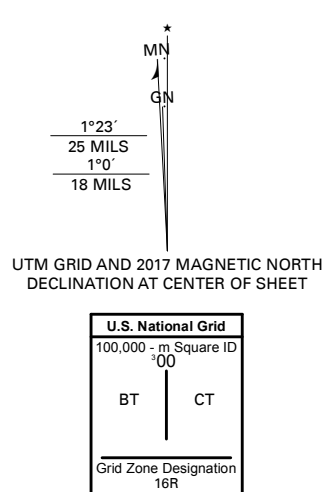 ★
MN
GN
1°23´
25 MILS
1°0´
18 MILS
UTM GRID AND 2017 MAGNETIC NORTH
DECLINATION AT CENTER OF SHEET
U.S. National Grid
100,000 - m Square ID
³00
BT CT
Grid Zone Designation
16R